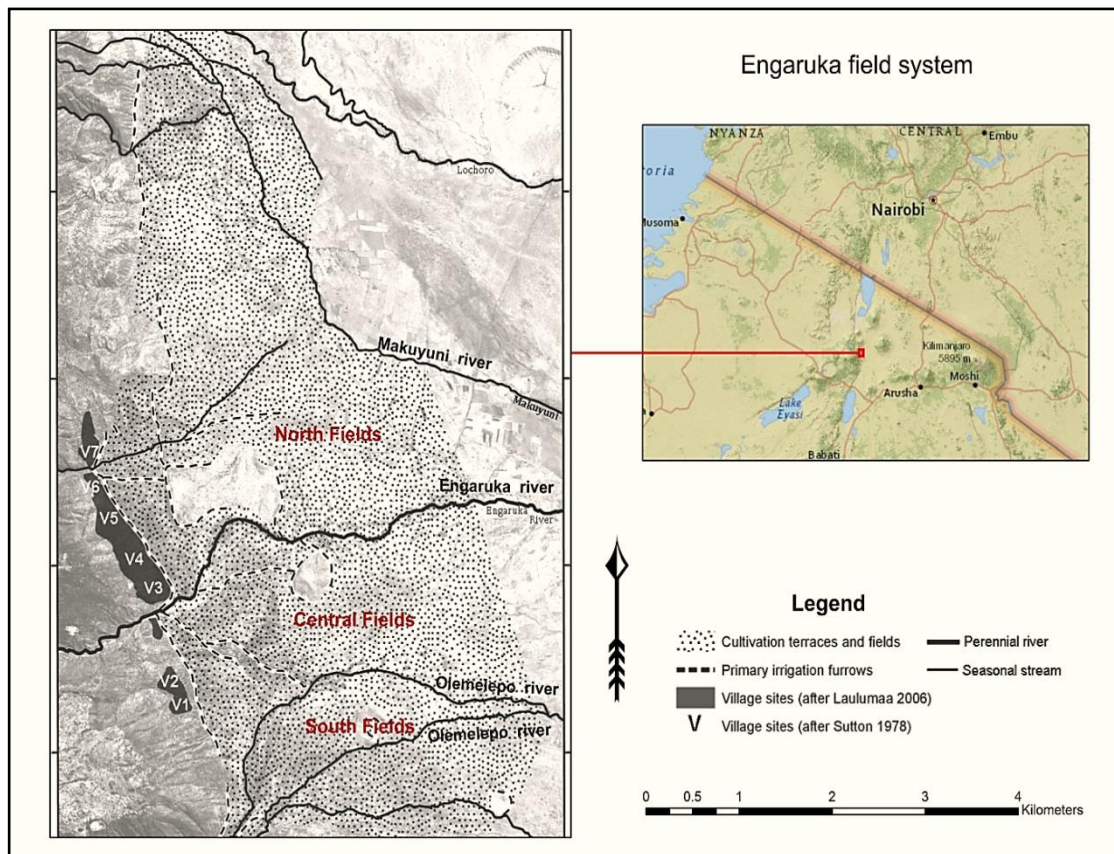 Engaruka field system
Lochoro
Makuyuni river
Makuyuni
North Fields
Engaruka river
Engaruka
River
V7
V6
V5
V4
V3
Central Fields
V2
V1
Olemelepo river
South Fields
Olemelepo river
NYANZA
CENTRAL
Embu
oria
Nairobi
Musoma
Kilimanjaro
5895 m
Moshi
Arusha
Lake
Eyasi
Babati
Legend
Cultivation terraces and fields
Perennial river
Primary irrigation furrows
Seasonal stream
Village sites (after Laulumaa 2006)
V Village sites (after Sutton 1978)
0 0.5 1 2 3 4
Kilometers